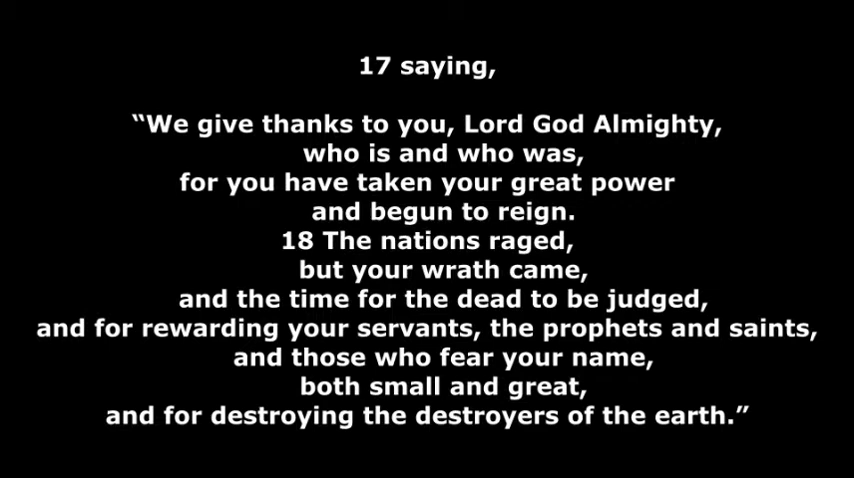 17 saying,
“We give thanks to you, Lord God Almighty,
who is and who was,
for you have taken your great power
and begun to reign.
18 The nations raged,
but your wrath came,
and the time for the dead to be judged,
and for rewarding your servants, the prophets and saints,
and those who fear your name,
both small and great,
and for destroying the destroyers of the earth.”